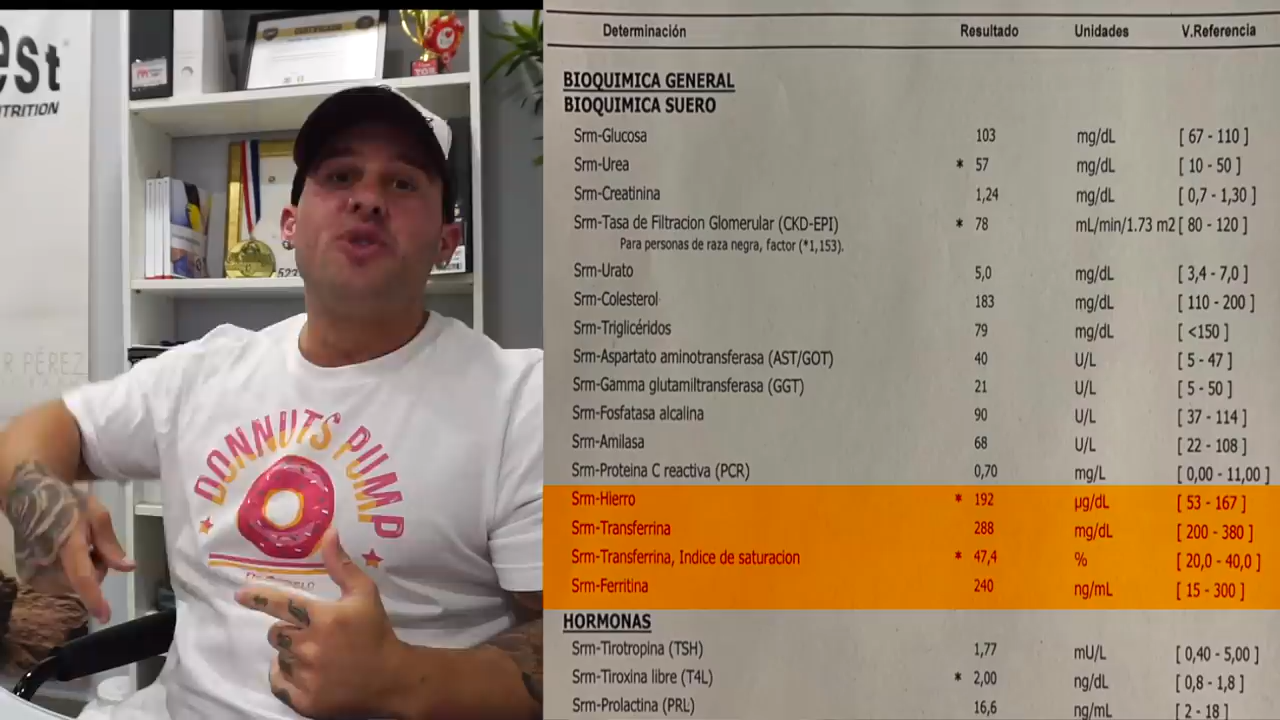 est
NUTRITION
CERTIFICADO
TOP
522
R PÉREZ
DONNUTS PUMP
Determinación Resultado Unidades V.Referencia
BIOQUIMICA GENERAL
BIOQUIMICA SUERO
Srm-Glucosa 103 mg/dL [ 67 - 110 ]
Srm-Urea * 57 mg/dL [ 10 - 50 ]
Srm-Creatinina 1,24 mg/dL [ 0,7 - 1,30 ]
Srm-Tasa de Filtracion Glomerular (CKD-EPI) * 78 mL/min/1.73 m2 [ 80 - 120 ]
Para personas de raza negra, factor (*1,153).
Srm-Urato 5,0 mg/dL [ 3,4 - 7,0 ]
Srm-Colesterol 183 mg/dL [ 110 - 200 ]
Srm-Triglicéridos 79 mg/dL [ <150 ]
Srm-Aspartato aminotransferasa (AST/GOT) 40 U/L [ 5 - 47 ]
Srm-Gamma glutamiltransferasa (GGT) 21 U/L [ 5 - 50 ]
Srm-Fosfatasa alcalina 90 U/L [ 37 - 114 ]
Srm-Amilasa 68 U/L [ 22 - 108 ]
Srm-Proteina C reactiva (PCR) 0,70 mg/L [ 0,00 - 11,00 ]
Srm-Hierro * 192 µg/dL [ 53 - 167 ]
Srm-Transferrina 288 mg/dL [ 200 - 380 ]
Srm-Transferrina, Indice de saturacion * 47,4 % [ 20,0 - 40,0 ]
Srm-Ferritina 240 ng/mL [ 15 - 300 ]
HORMONAS
Srm-Tirotropina (TSH) 1,77 mU/L [ 0,40 - 5,00 ]
Srm-Tiroxina libre (T4L) * 2,00 ng/dL [ 0,8 - 1,8 ]
Srm-Prolactina (PRL) 16,6 ng/mL [ 2 - 18 ]